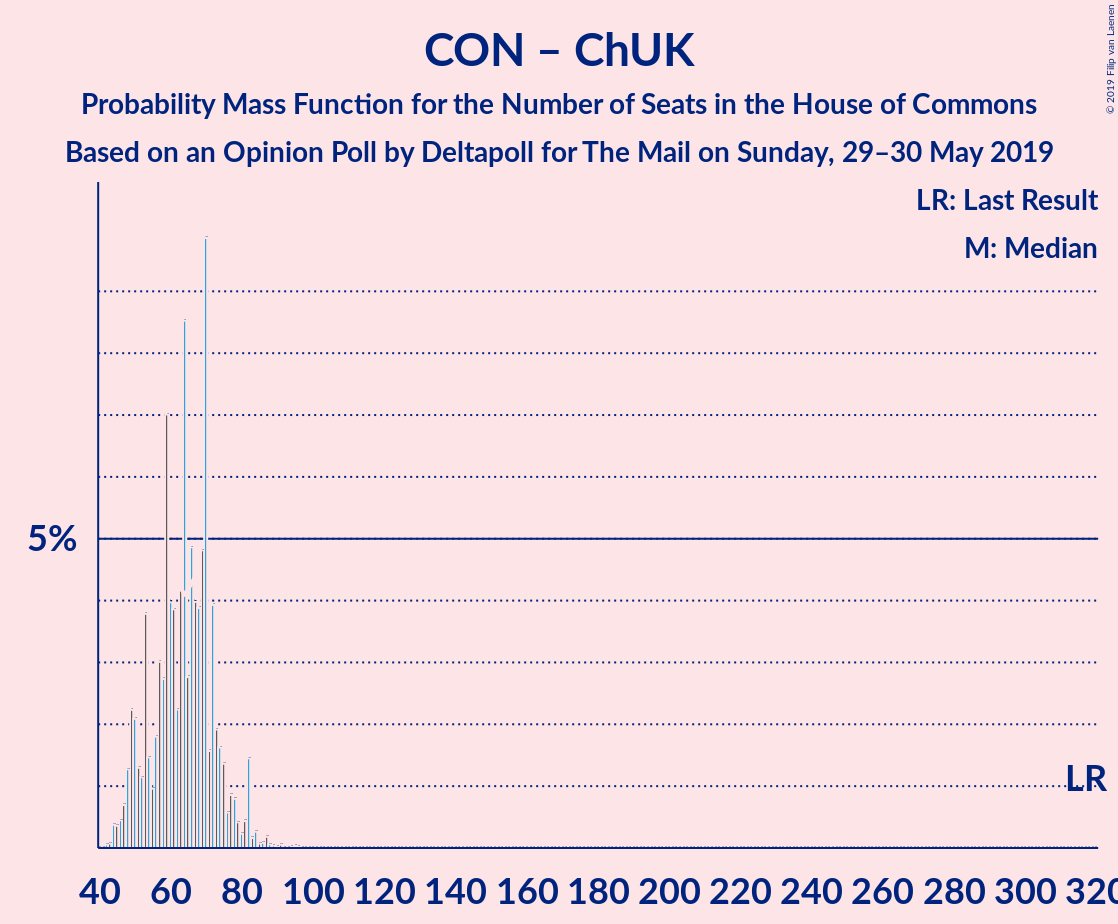 CON – ChUK
Probability Mass Function for the Number of Seats in the House of Commons
Based on an Opinion Poll by Deltapoll for The Mail on Sunday, 29–30 May 2019
© 2019 Filip van Laenen
LR: Last Result
M: Median
5%
LR
40 60 80 100 120 140 160 180 200 220 240 260 280 300 320